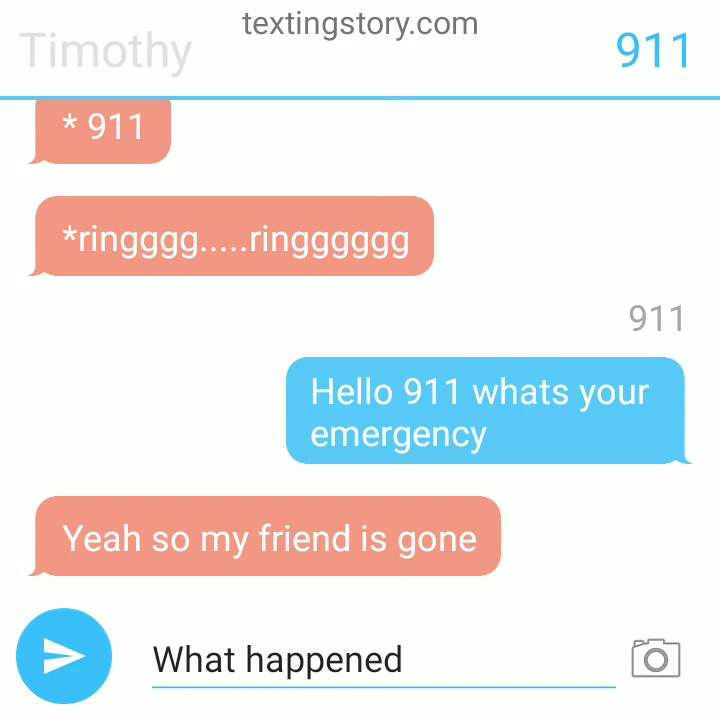 textingstory.com
Timothy
911
* 911
*ringggg.....ringggggg
911
Hello 911 whats your
emergency
Yeah so my friend is gone
What happened